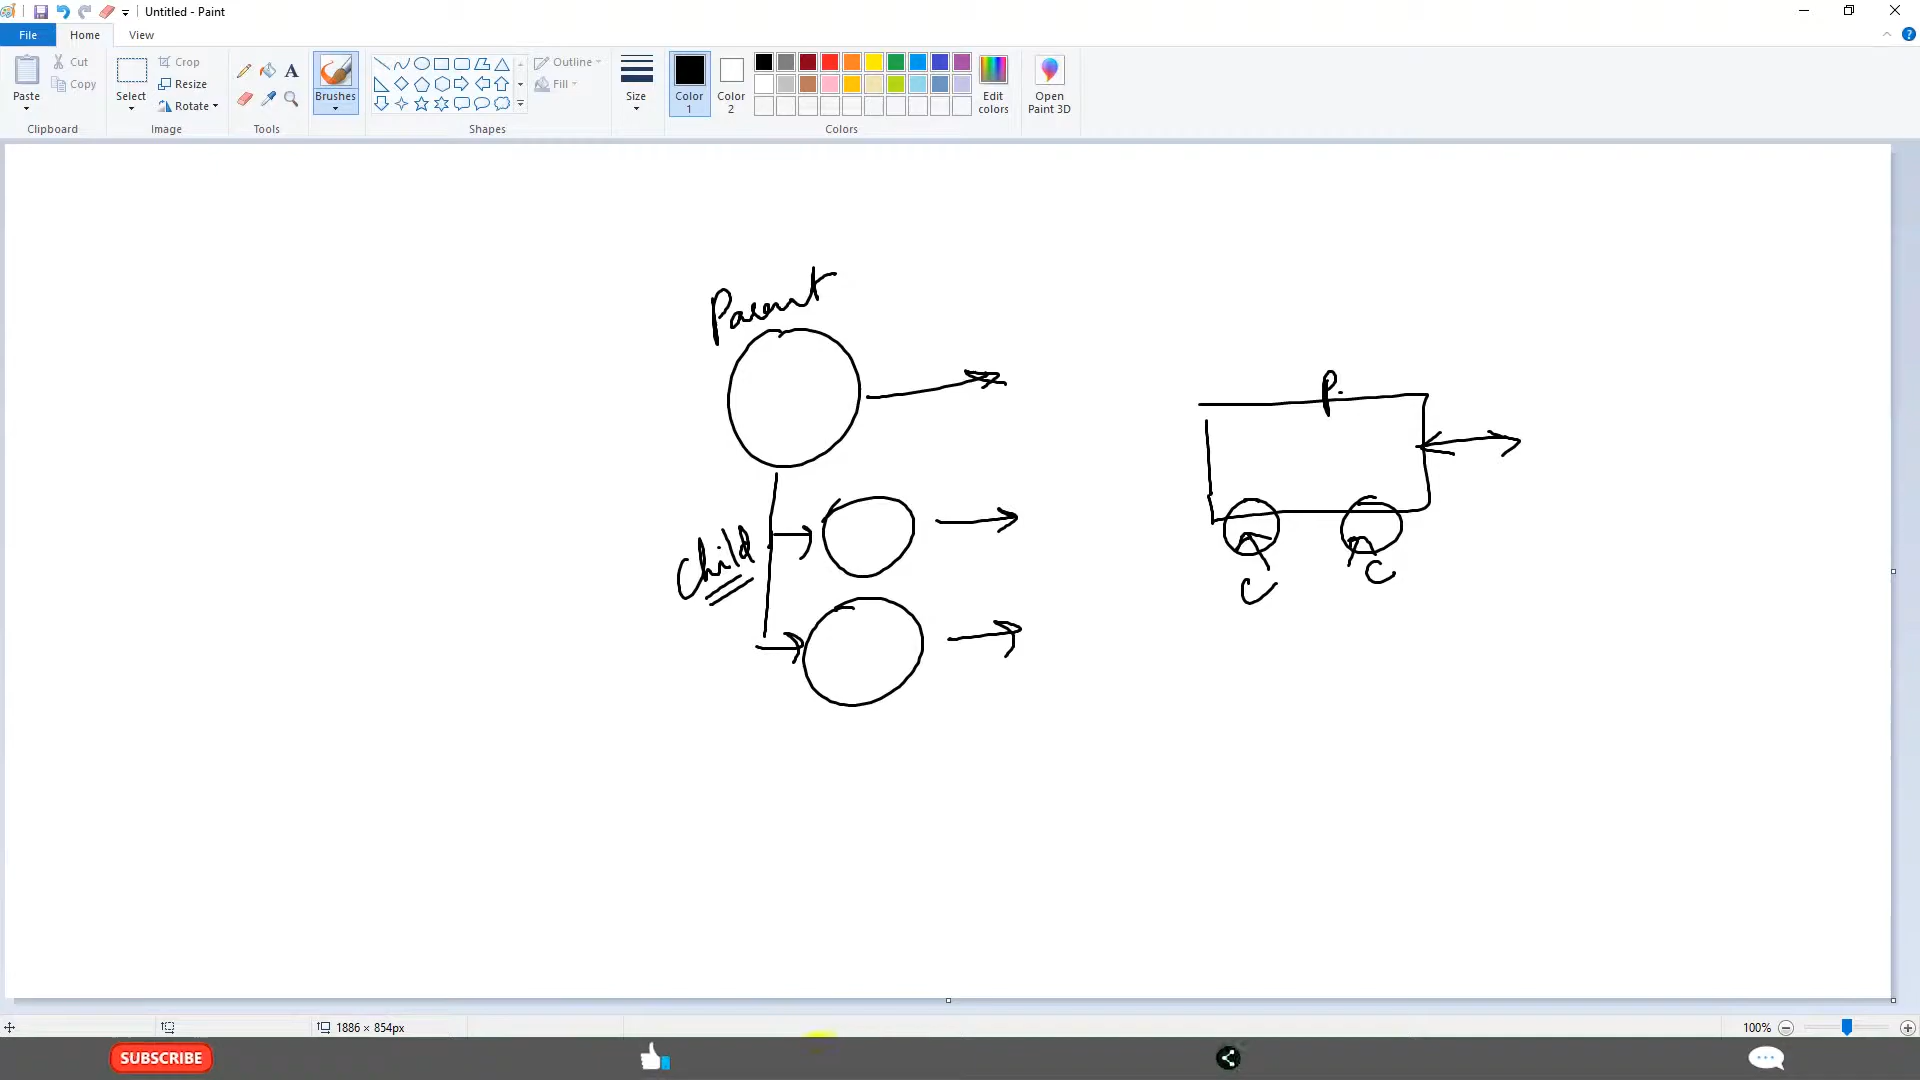 Untitled - Paint
File
Home
View
Paste
Cut
Copy
Clipboard
Select
Crop
Resize
Rotate
Image
Tools
Brushes
Shapes
Outline
Fill
Size
Color 1
Color 2
Colors
Edit colors
Open Paint 3D
Parent
Child
P.
C
C
1886 × 854px
100%
SUBSCRIBE